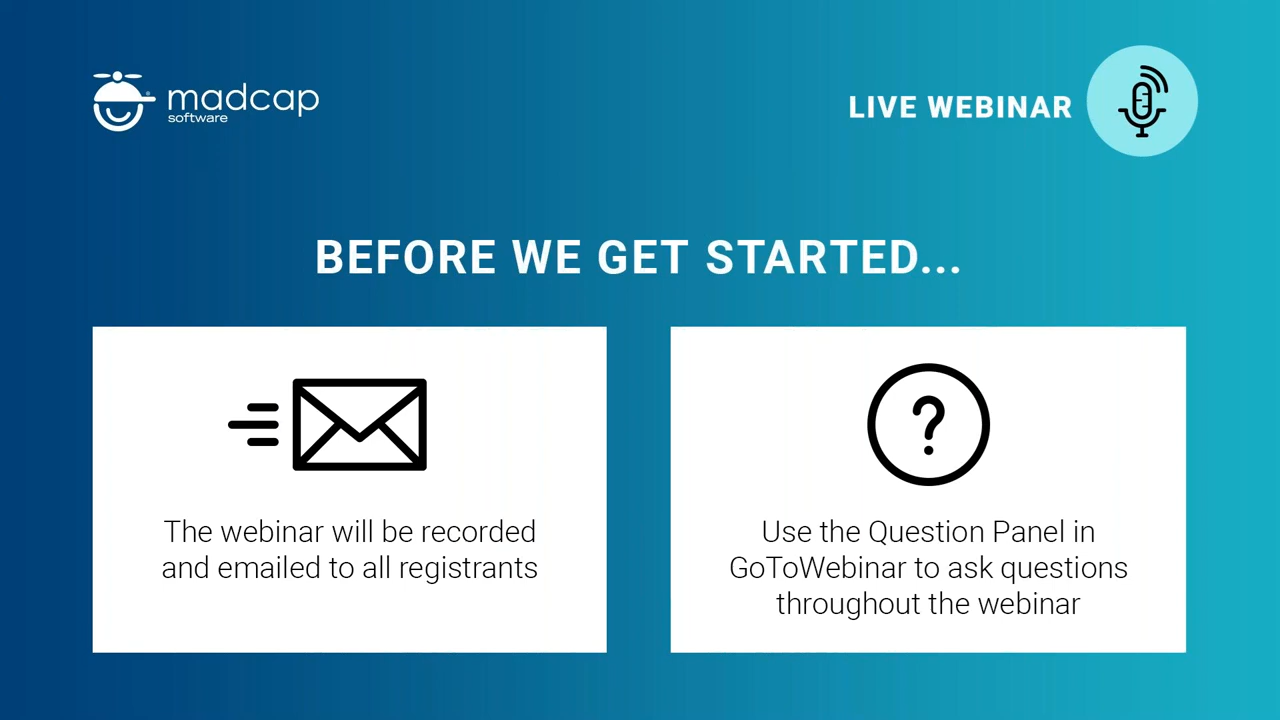 madcap
software
LIVE WEBINAR
BEFORE WE GET STARTED...
The webinar will be recorded
and emailed to all registrants
Use the Question Panel in
GoToWebinar to ask questions
throughout the webinar